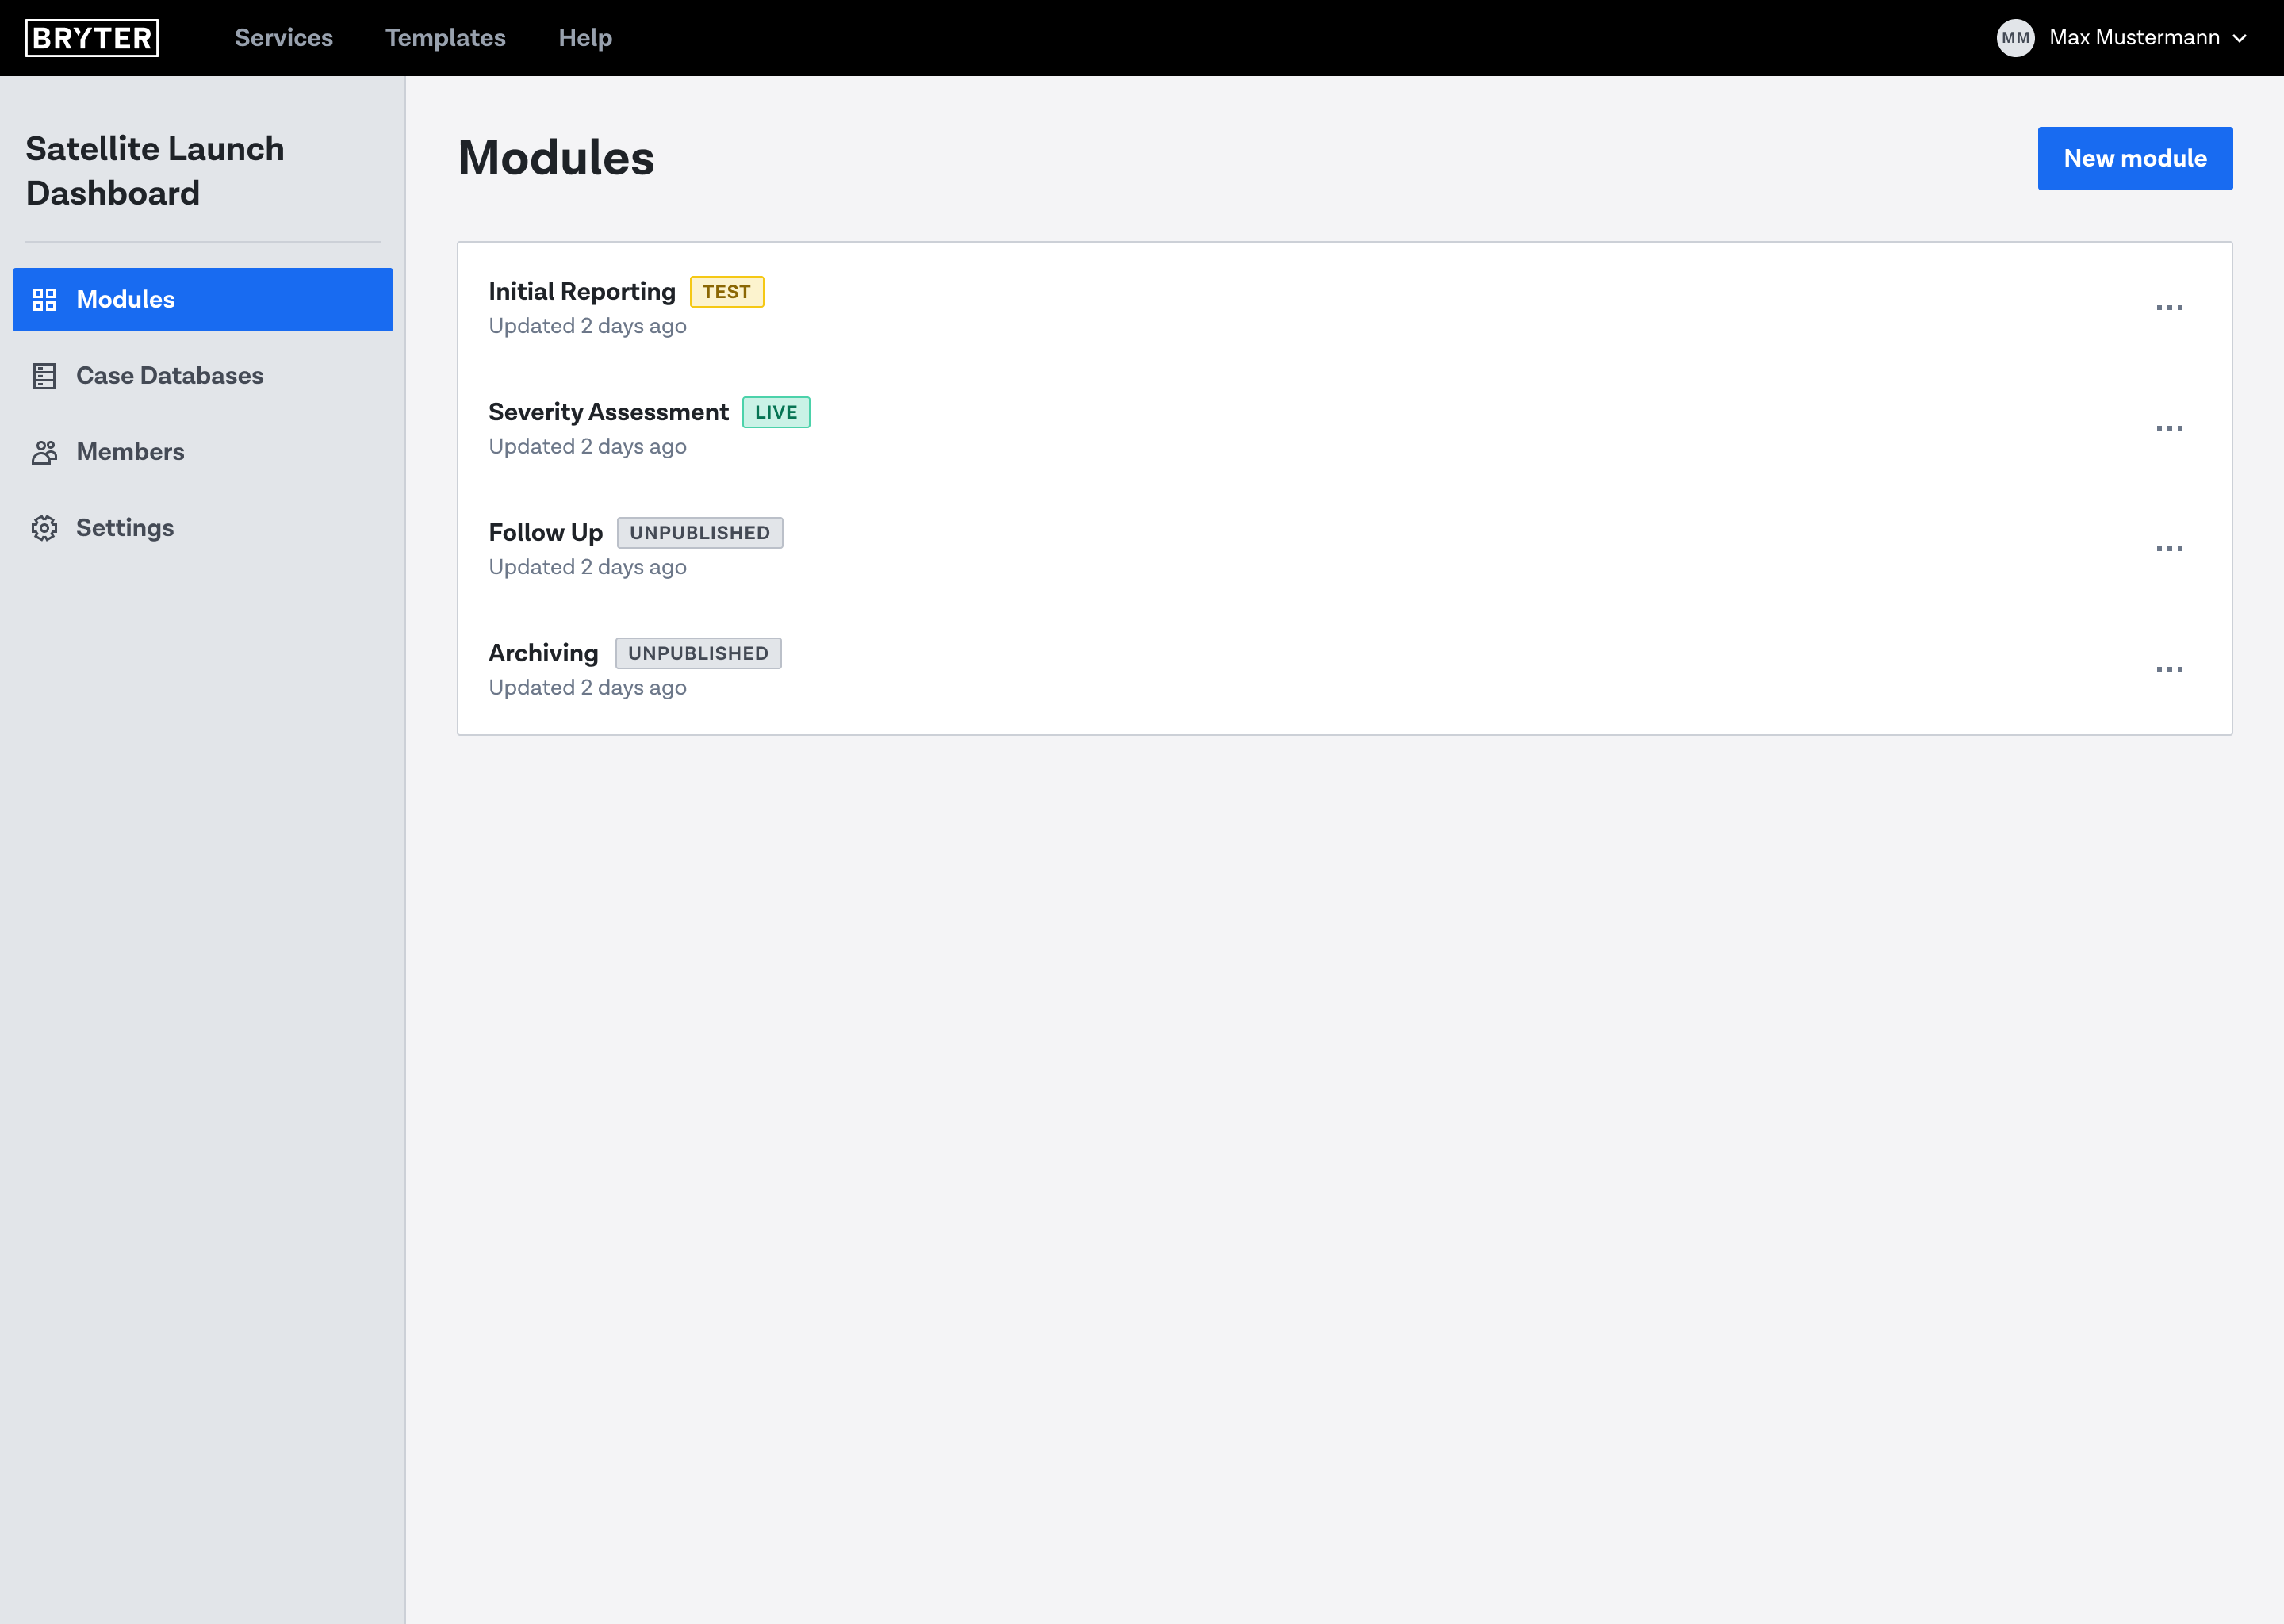 BRYTER
Services
Templates
Help
MM
Max Mustermann
Satellite Launch
Dashboard
Modules
Case Databases
Members
Settings
Modules
New module
Initial Reporting TEST
Updated 2 days ago
Severity Assessment LIVE
Updated 2 days ago
Follow Up UNPUBLISHED
Updated 2 days ago
Archiving UNPUBLISHED
Updated 2 days ago